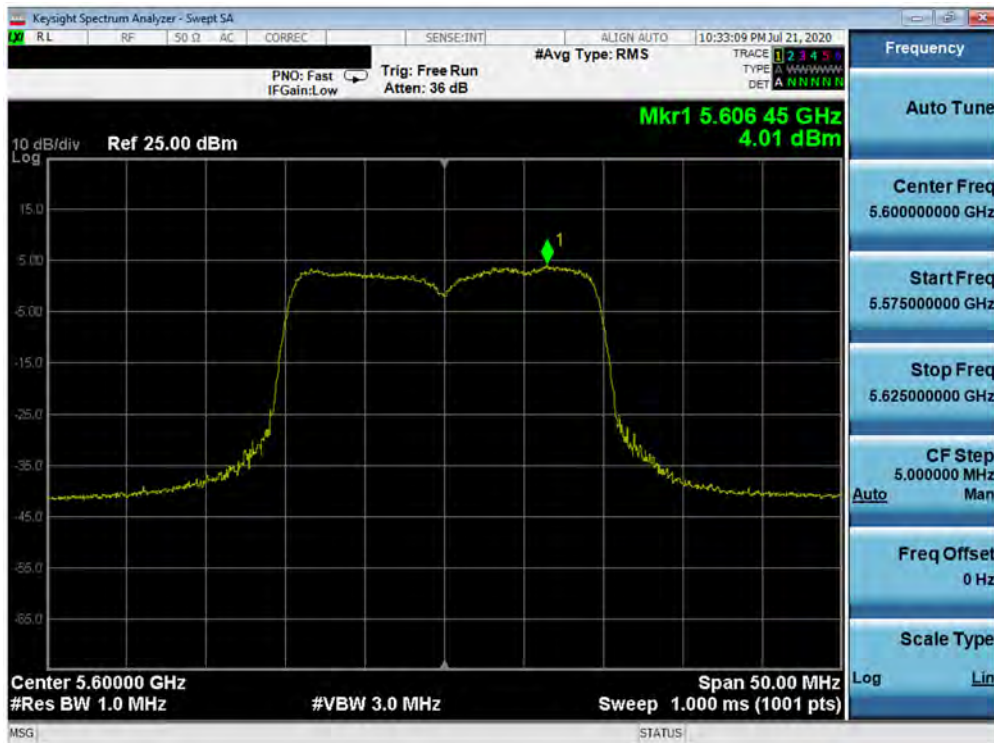 Keysight Spectrum Analyzer - Swept SA
LXI RL RF 50 Ω AC CORREC SENSE:INT ALIGN AUTO 10:33:09 PM Jul 21, 2020
#Avg Type: RMS TRACE 1 2 3 4 5 6
PNO: Fast Trig: Free Run TYPE A WWWWWW
IFGain:Low Atten: 36 dB DET A N N N N N
Mkr1 5.606 45 GHz
4.01 dBm
10 dB/div Ref 25.00 dBm
Log
15.0
5.00
1
-5.00
-15.0
-25.0
-35.0
-45.0
-55.0
-65.0
Center 5.60000 GHz Span 50.00 MHz
#Res BW 1.0 MHz #VBW 3.0 MHz Sweep 1.000 ms (1001 pts)
MSG STATUS
Frequency
Auto Tune
Center Freq
5.600000000 GHz
Start Freq
5.575000000 GHz
Stop Freq
5.625000000 GHz
CF Step
5.000000 MHz
Auto Man
Freq Offset
0 Hz
Scale Type
Log Lin